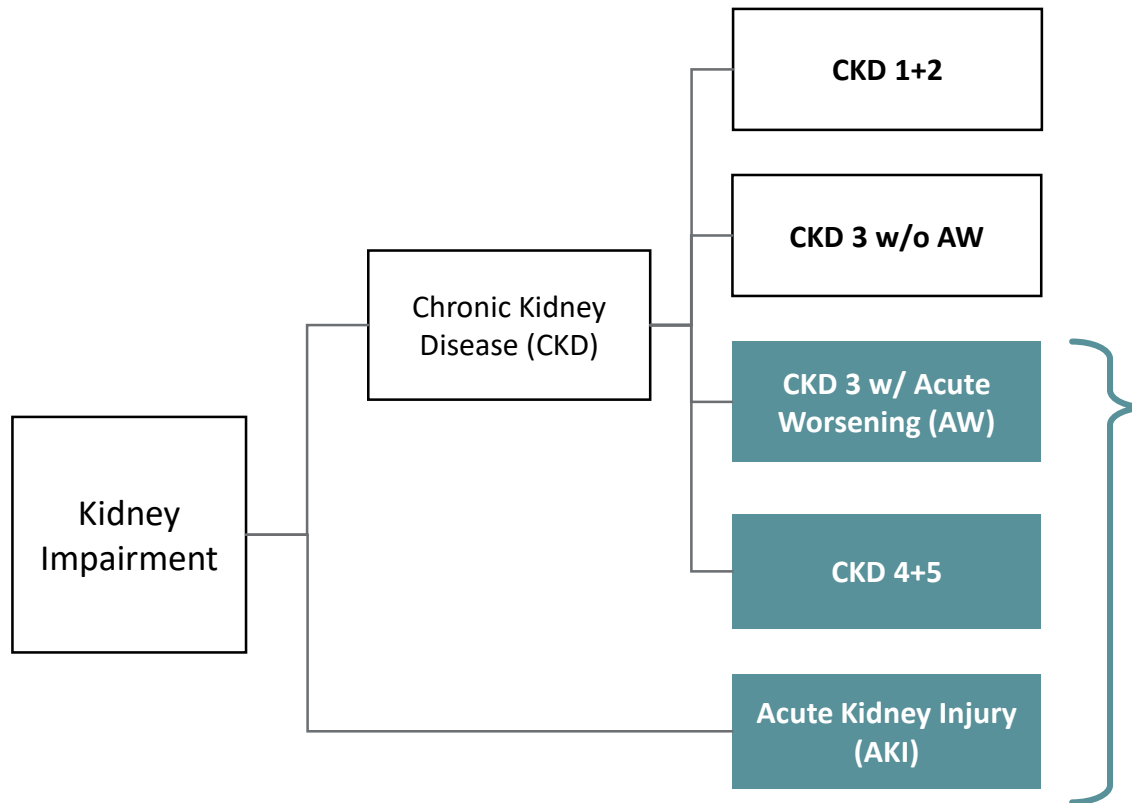 CKD 1+2
CKD 3 w/o AW
Chronic Kidney
Disease (CKD)
CKD 3 w/ Acute
Worsening (AW)
Kidney
Impairment
CKD 4+5
Acute Kidney Injury
(AKI)